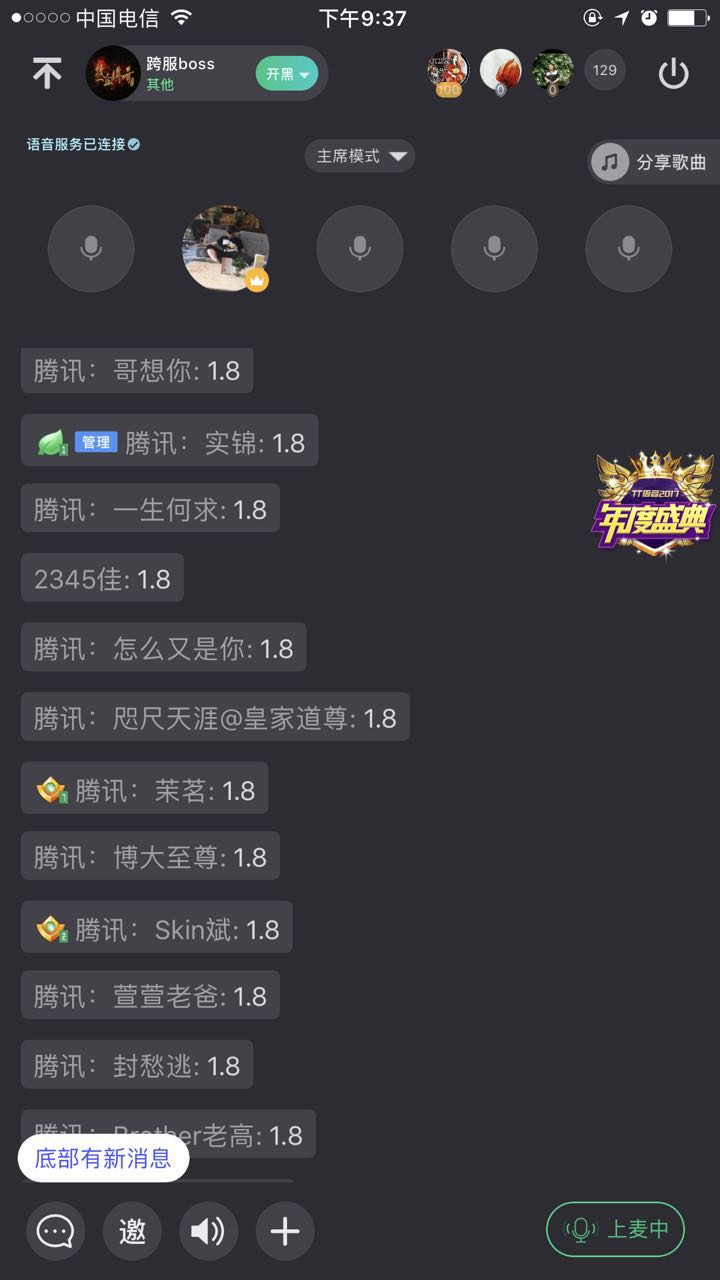 中国电信
下午9:37
跨服boss
其他
开黑
100
0
0
129
语音服务已连接
主席模式
分享歌曲
腾讯：哥想你: 1.8
1 管理 腾讯：实锦: 1.8
TT语音2017
年度盛典
腾讯：一生何求: 1.8
2345佳: 1.8
腾讯：怎么又是你: 1.8
腾讯：咫尺天涯@皇家道尊: 1.8
1 腾讯：茉茗: 1.8
腾讯：博大至尊: 1.8
2 腾讯：Skin斌: 1.8
腾讯：萱萱老爸: 1.8
腾讯：封愁逃: 1.8
腾讯：Brother老高: 1.8
底部有新消息
邀
上麦中